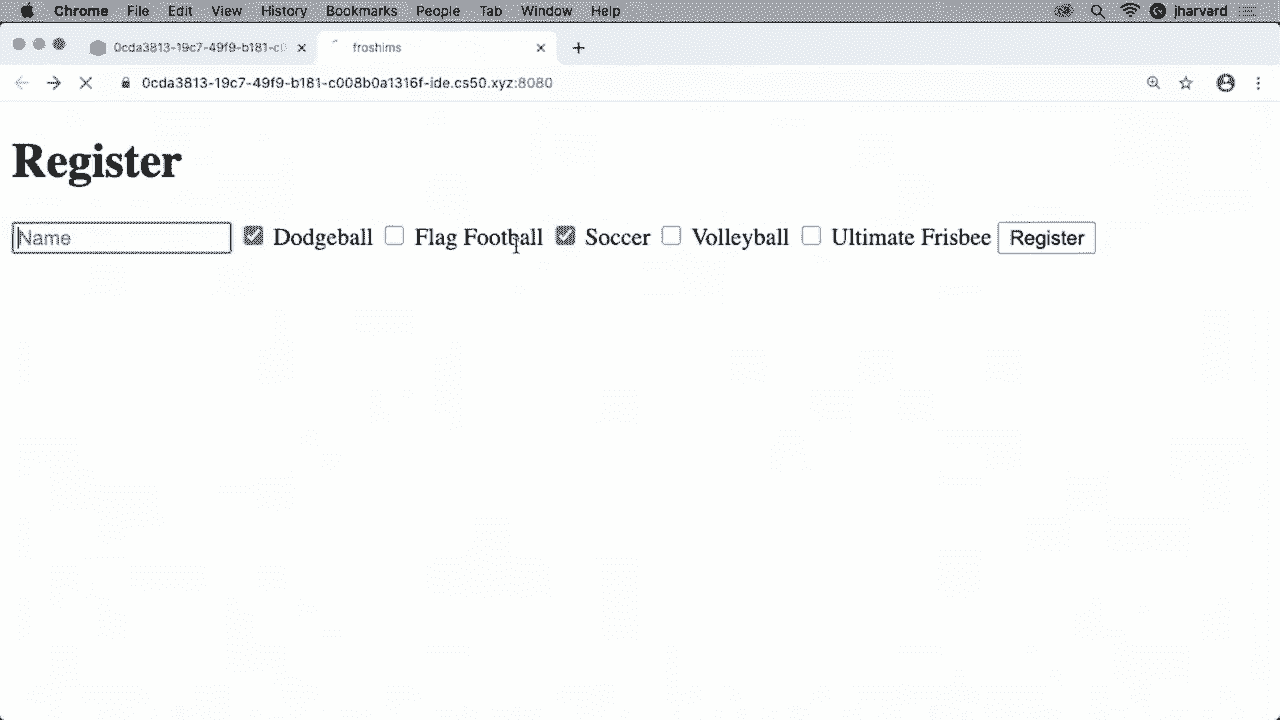 Chrome File Edit View History Bookmarks People Tab Window Help jharvard
0cda3813-19c7-49f9-b181-c froshims
0cda3813-19c7-49f9-b181-c008b0a1316f-ide.cs50.xyz:8080
Register
Name Dodgeball Flag Football Soccer Volleyball Ultimate Frisbee Register